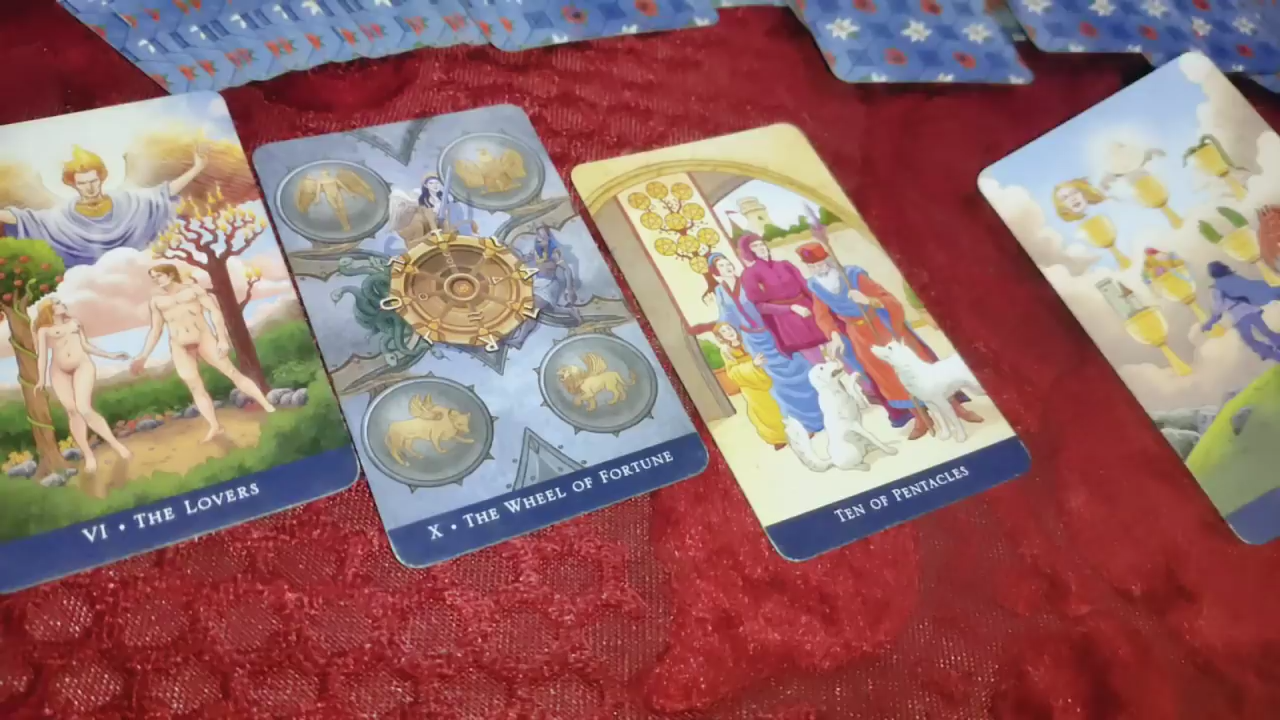 VI • THE LOVERS
X • THE WHEEL OF FORTUNE
TEN OF PENTACLES